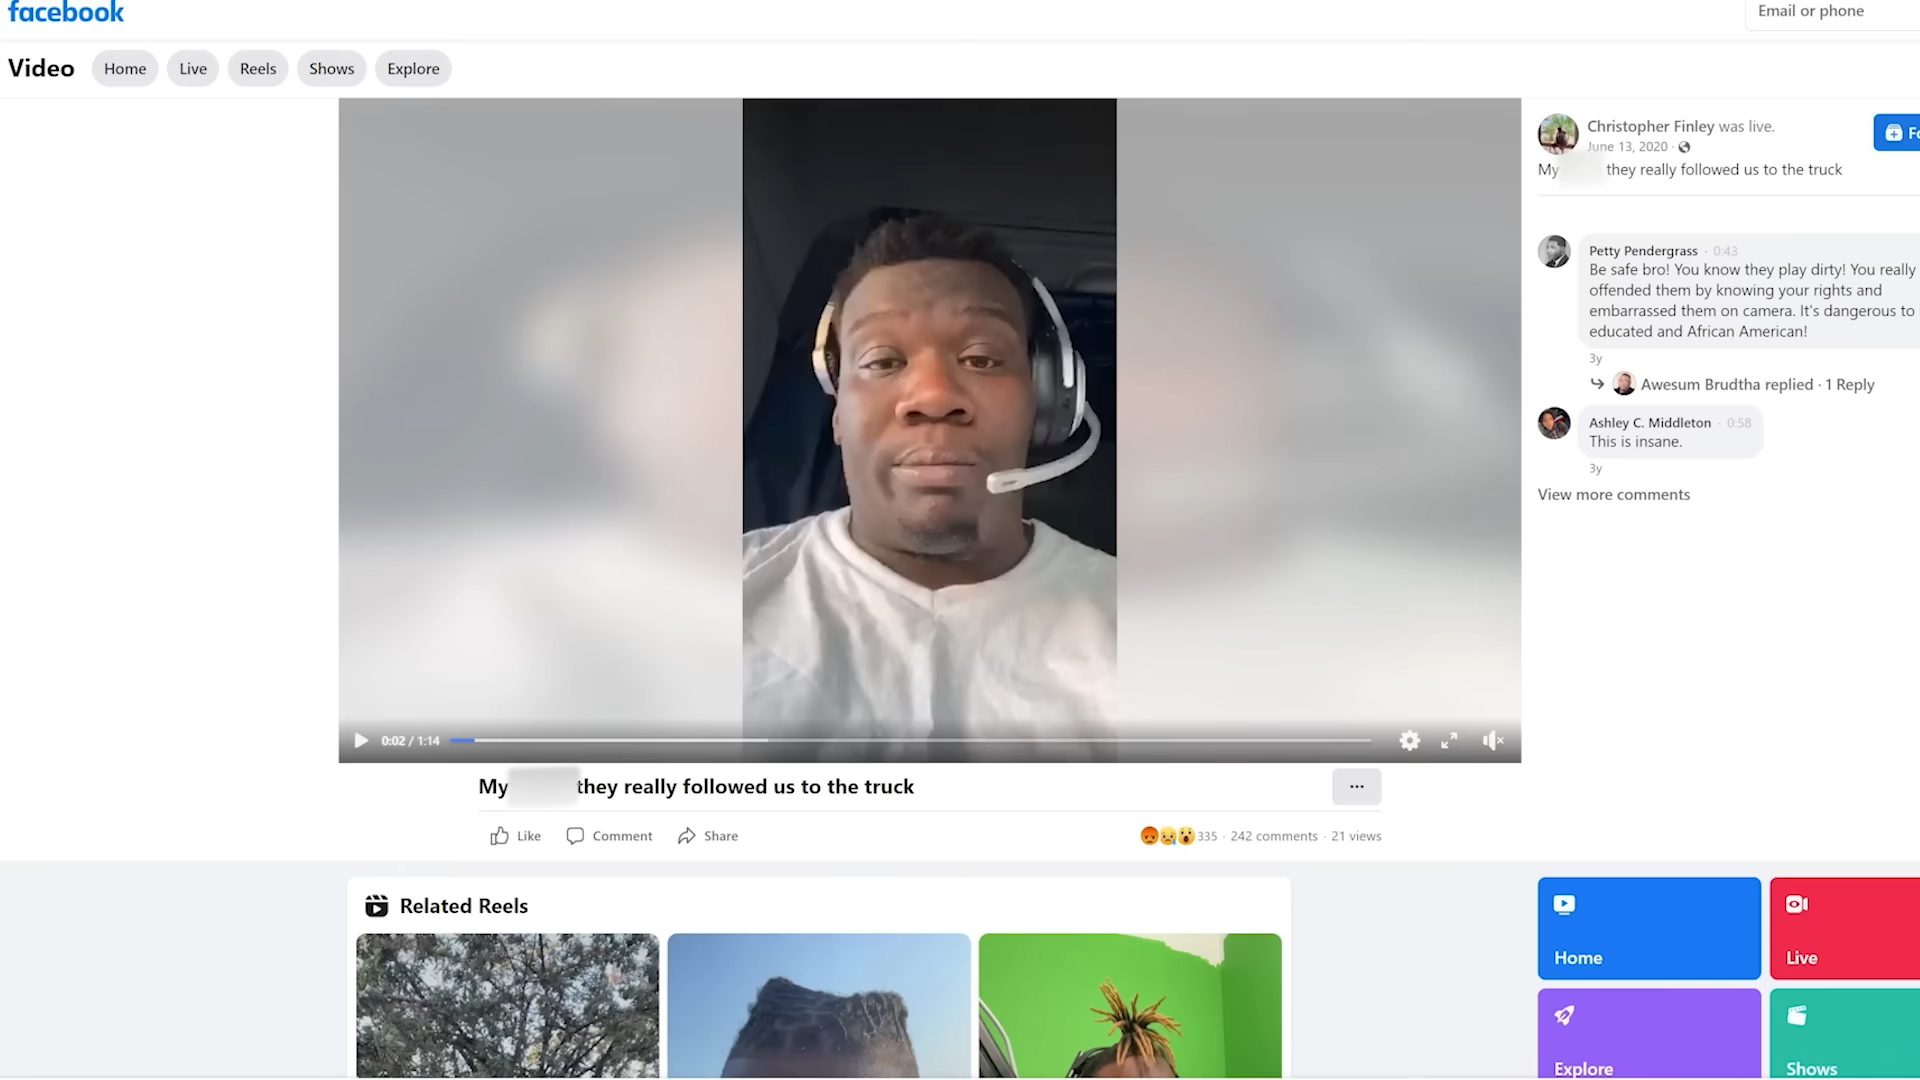 facebook
Email or phone
Video
Home
Live
Reels
Shows
Explore
Christopher Finley was live.
June 13, 2020 ·
My they really followed us to the truck
Petty Pendergrass · 0:43
Be safe bro! You know they play dirty! You really
offended them by knowing your rights and
embarrassed them on camera. It's dangerous to
educated and African American!
3y
Awesum Brudtha replied · 1 Reply
Ashley C. Middleton · 0:58
This is insane.
3y
View more comments
0:02 / 1:14
My they really followed us to the truck
Like
Comment
Share
335 · 242 comments · 21 views
Related Reels
Home
Live
Explore
Shows